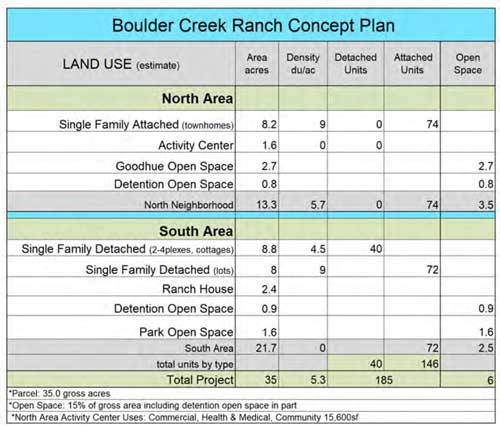 Boulder Creek Ranch Concept Plan
LAND USE (estimate) Area acres Density du/ac Detached Units Attached Units Open Space
North Area
Single Family Attached (townhomes) 8.2 9 0 74
Activity Center 1.6 0 0
Goodhue Open Space 2.7 2.7
Detention Open Space 0.8 0.8
North Neighborhood 13.3 5.7 0 74 3.5
South Area
Single Family Detached (2-4plexes, cottages) 8.8 4.5 40
Single Family Detached (lots) 8 9 72
Ranch House 2.4
Detention Open Space 0.9 0.9
Park Open Space 1.6 1.6
South Area 21.7 0 72 2.5
total units by type 40 146
Total Project 35 5.3 185 6
*Parcel: 35.0 gross acres
*Open Space: 15% of gross area including detention open space in part
*North Area Activity Center Uses: Commercial, Health & Medical, Community 15,600sf